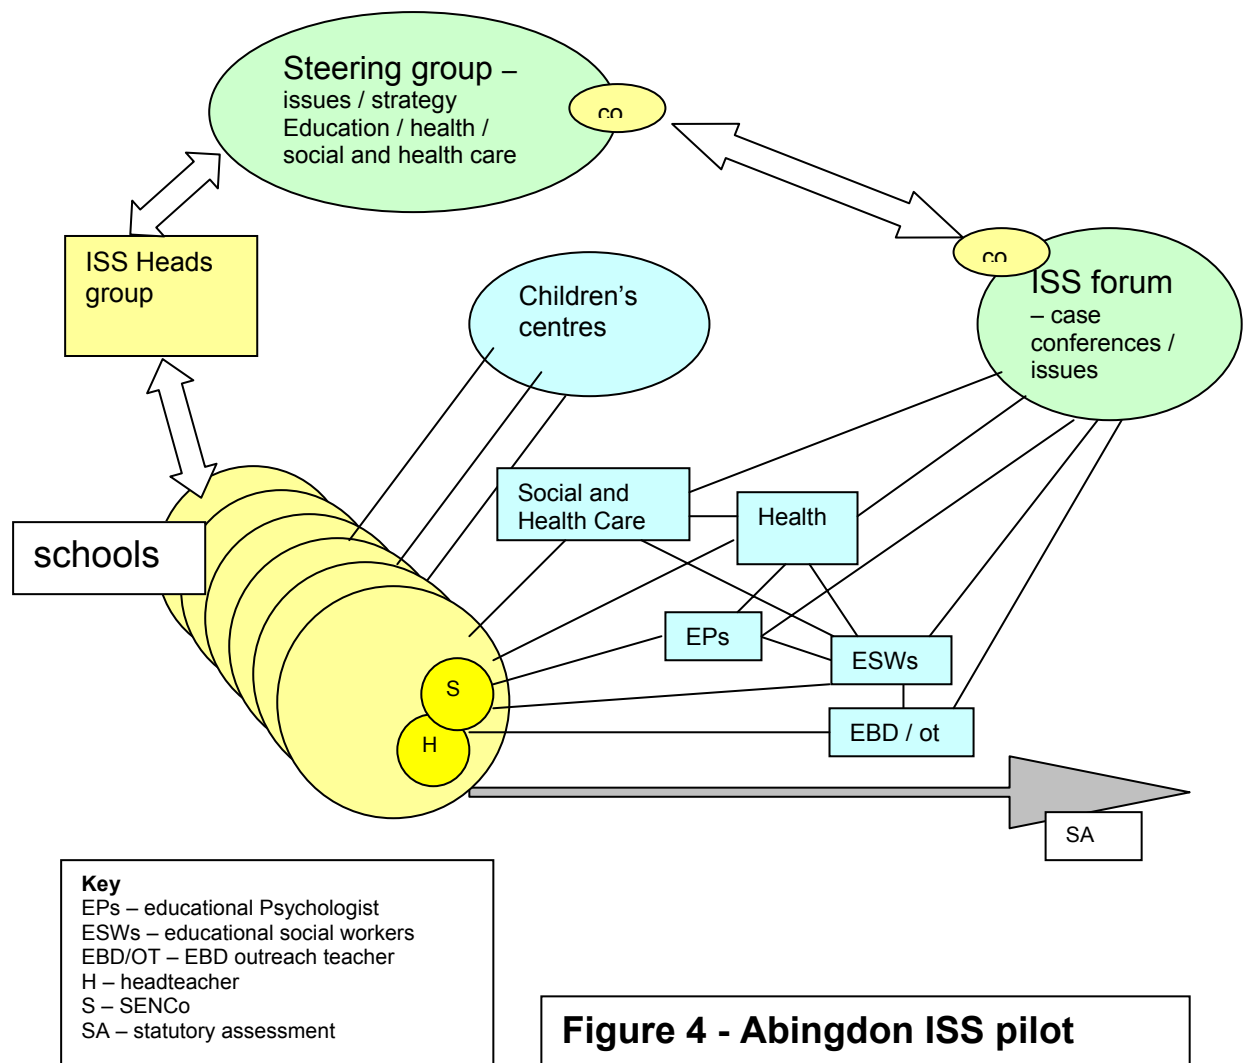 Steering group –
issues / strategy
Education / health /
social and health care
co
ISS Heads
group
Children’s
centres
co
ISS forum
– case
conferences /
issues
Social and
Health Care
Health
schools
EPs
ESWs
S
H
EBD / ot
SA
Key
EPs – educational Psychologist
ESWs – educational social workers
EBD/OT – EBD outreach teacher
H – headteacher
S – SENCo
SA – statutory assessment
Figure 4 - Abingdon ISS pilot